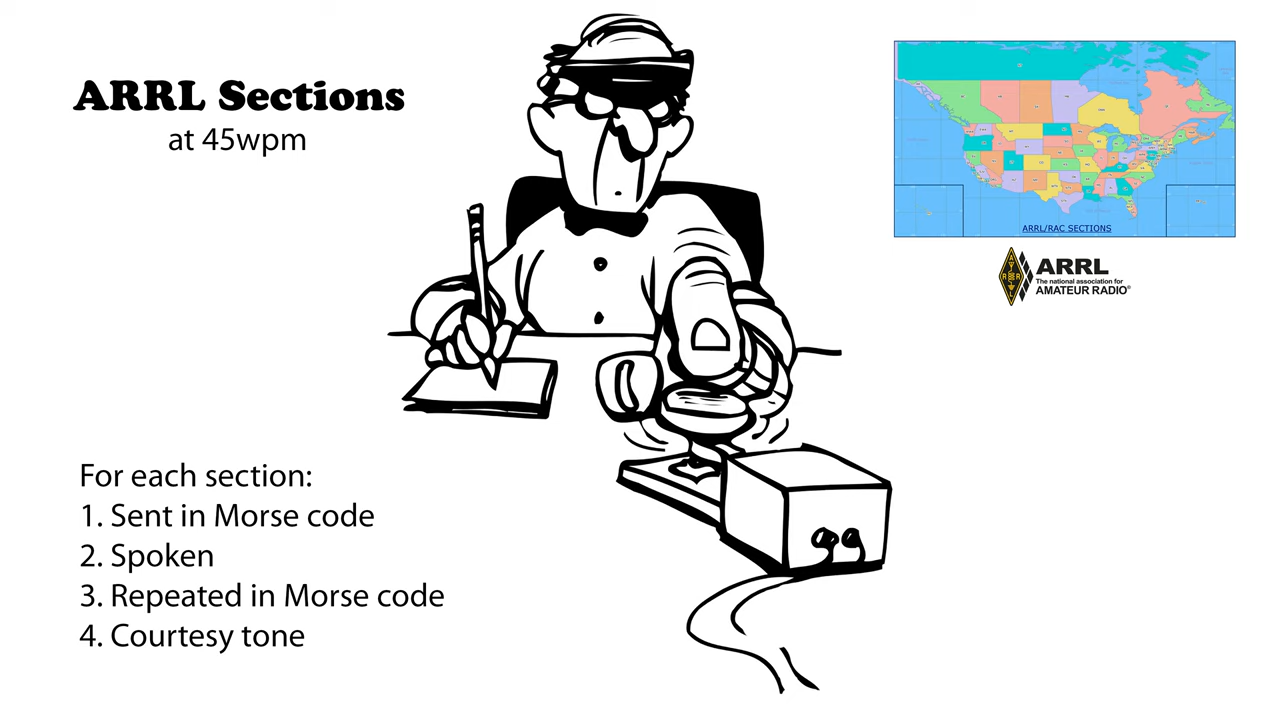 ARRL Sections
at 45wpm
ARRL/RAC SECTIONS
ARRL
The national association for
AMATEUR RADIO®
For each section:
1. Sent in Morse code
2. Spoken
3. Repeated in Morse code
4. Courtesy tone